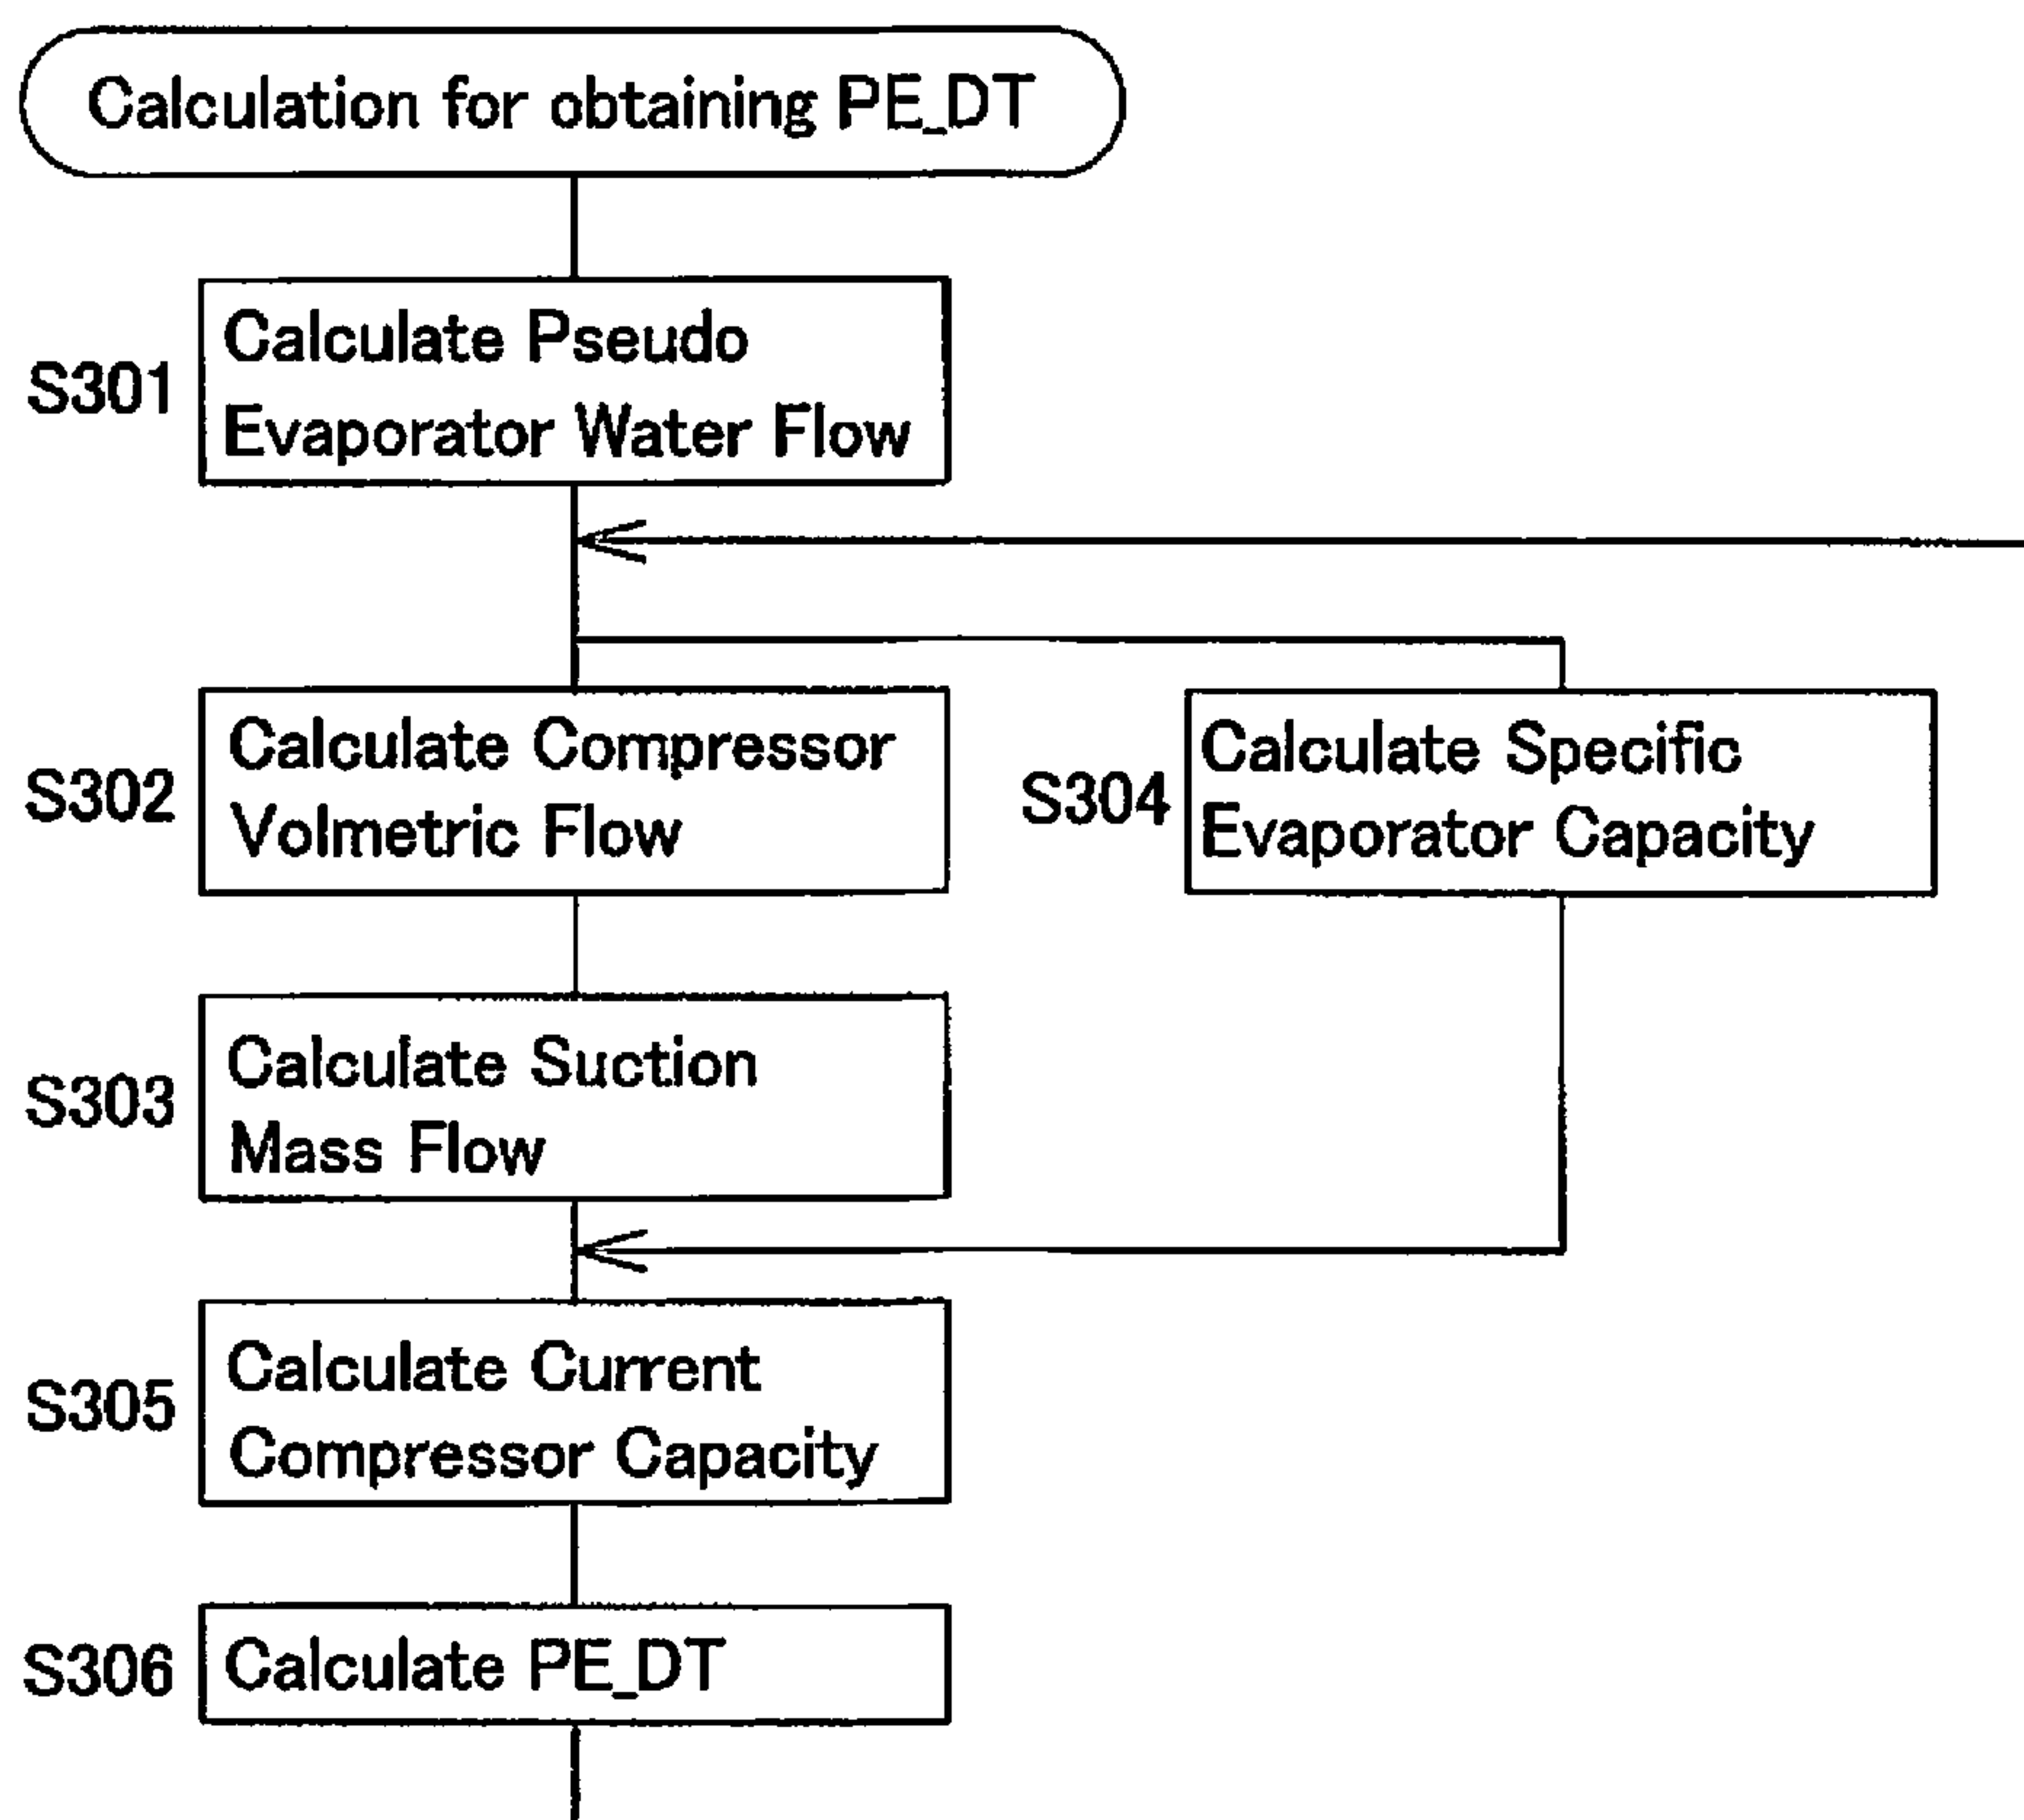 Calculation for obtaining PE_DT
S301
Calculate Pseudo
Evaporator Water Flow
S302
Calculate Compressor
Volmetric Flow
S304
Calculate Specific
Evaporator Capacity
S303
Calculate Suction
Mass Flow
S305
Calculate Current
Compressor Capacity
S306
Calculate PE_DT